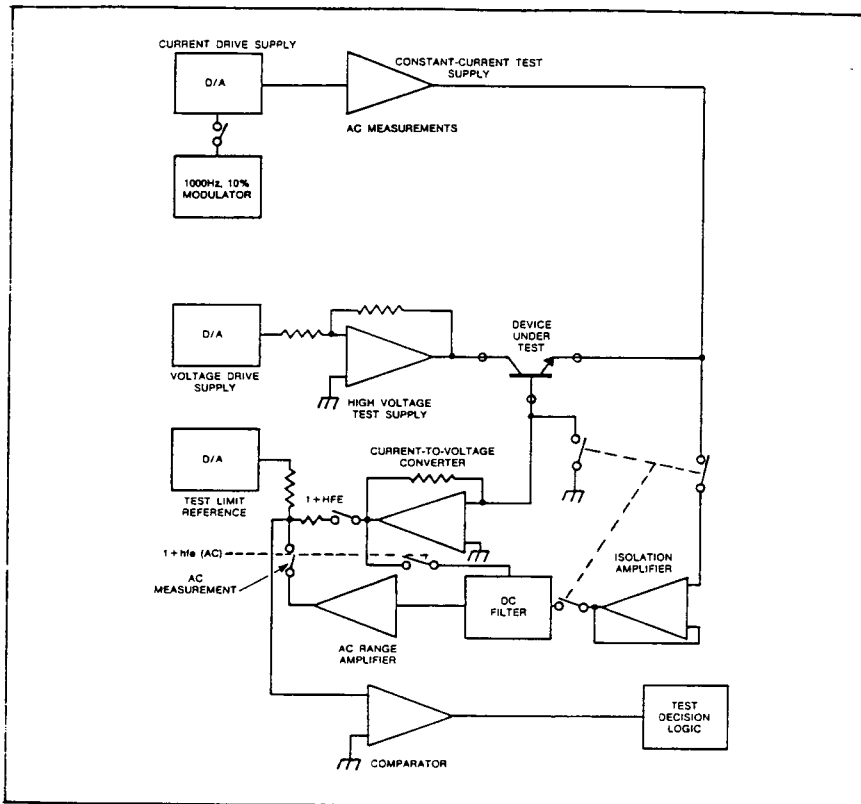 CURRENT DRIVE SUPPLY
D/A
CONSTANT-CURRENT TEST
SUPPLY
AC MEASUREMENTS
1000Hz, 10%
MODULATOR
D/A
VOLTAGE DRIVE
SUPPLY
HIGH VOLTAGE
TEST SUPPLY
DEVICE
UNDER
TEST
D/A
TEST LIMIT
REFERENCE
CURRENT-TO-VOLTAGE
CONVERTER
1 + HFE
1 + hfe (AC)
AC
MEASUREMENT
AC RANGE
AMPLIFIER
DC
FILTER
ISOLATION
AMPLIFIER
COMPARATOR
TEST
DECISION
LOGIC